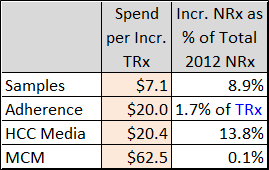 Spend Incr. NRx as
per Incr. % of Total
TRx 2012 NRx
Samples $7.1 8.9%
Adherence $20.0 1.7% of TRx
HCC Media $20.4 13.8%
MCM $62.5 0.1%